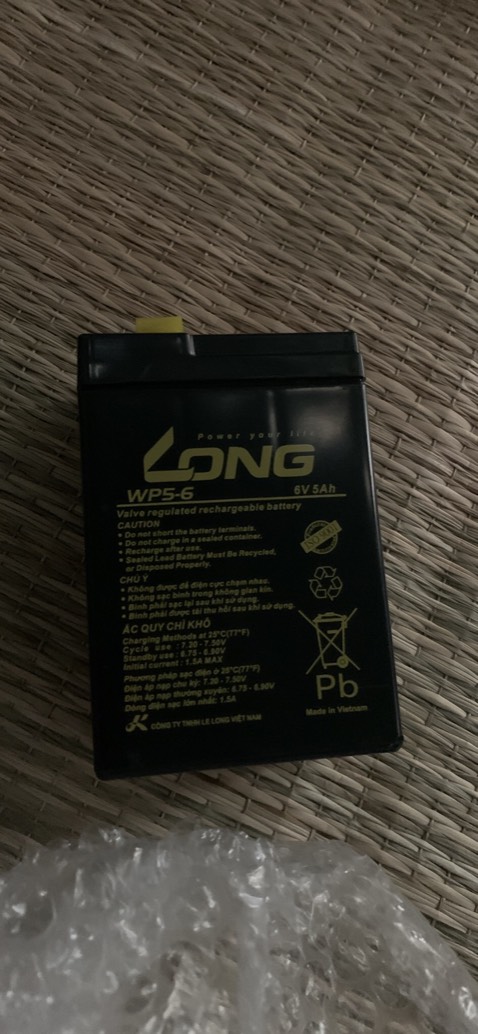 Power your life
LONG
WP5-6 6V 5Ah
Valve regulated rechargeable battery
CAUTION
• Do not short the battery terminals.
• Do not charge in a sealed container.
• Recharge after use.
• Sealed Lead Battery Must Be Recycled,
or Disposed Properly.
CHÚ Ý
• Không được để điện cực chạm nhau.
• Không sạc bình trong không gian kín.
• Bình phải sạc lại sau khi sử dụng.
• Bình phải được tái thu hồi sau khi sử dụng.
ẮC QUY CHÌ KHÔ
Charging Methods at 25°C(77°F)
Cycle use : 7.20 - 7.50V
Standby use : 6.75 - 6.90V
Initial current : 1.5A MAX
Phương pháp sạc điện ở 25°C(77°F)
Điện áp nạp chu kỳ: 7.20 - 7.50V
Điện áp nạp thường xuyên: 6.75 - 6.90V
Dòng điện sạc lớn nhất: 1.5A
CÔNG TY TNHH LE LONG VIỆT NAM
Pb
Made in Vietnam